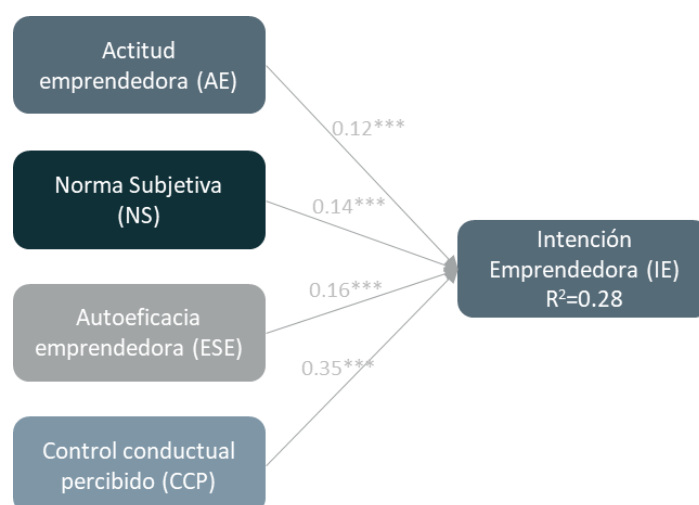 Actitud
emprendedora (AE)
0.12***
Norma Subjetiva
(NS)
0.14***
Intención
Emprendedora (IE)
R²=0.28
0.16***
Autoeficacia
emprendedora (ESE)
0.35***
Control conductual
percibido (CCP)